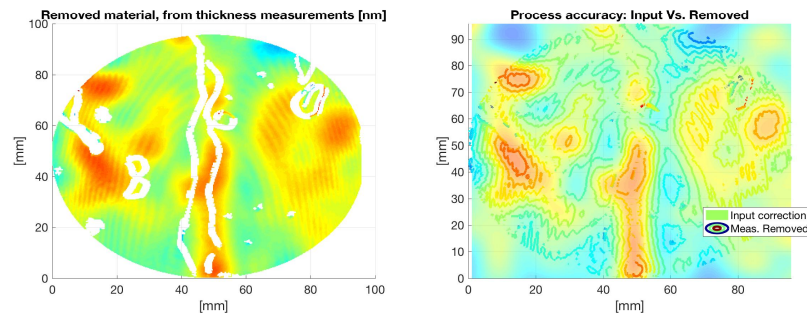 Removed material, from thickness measurements [nm]
100
80
60
40
20
0
[mm]
0 20 40 60 80 100
[mm]
Process accuracy: Input Vs. Removed
90
80
70
60
50
40
30
20
10
0
[mm]
0 20 40 60 80
[mm]
Input correction
Meas. Removed